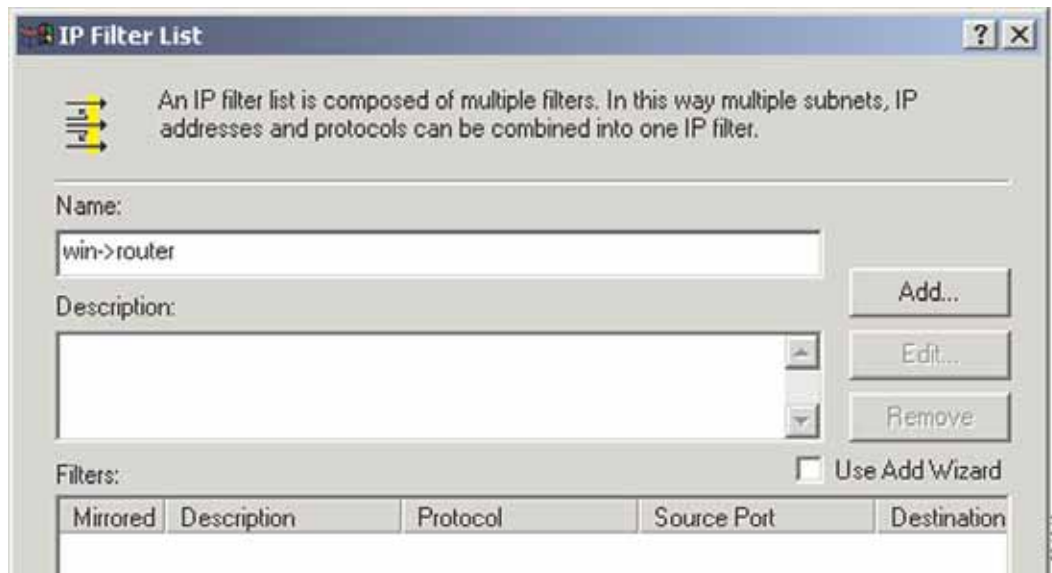 IP Filter List
An IP filter list is composed of multiple filters. In this way multiple subnets, IP
addresses and protocols can be combined into one IP filter.
Name:
win->router
Add...
Description:
Edit...
Remove
Filters:
Use Add Wizard
Mirrored Description Protocol Source Port Destination